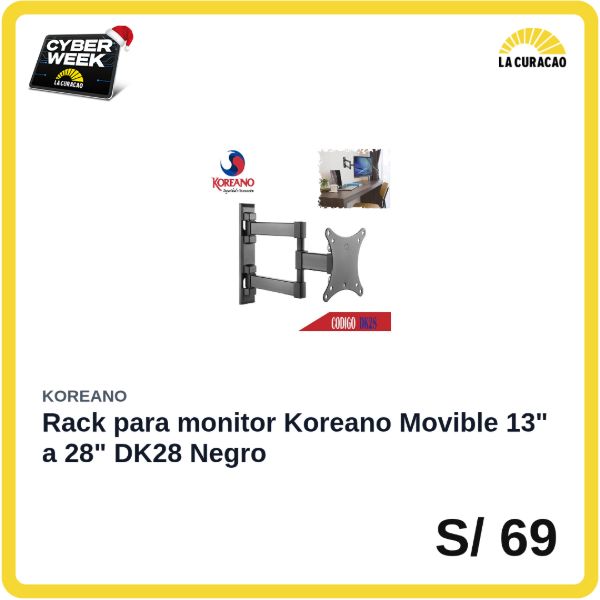 CYBER
WEEK
LA CURACAO
LA CURACAO
KOREANO
KOREANO
Rack para monitor Koreano Movible 13"
a 28" DK28 Negro
CODIGO DK28
S/ 69